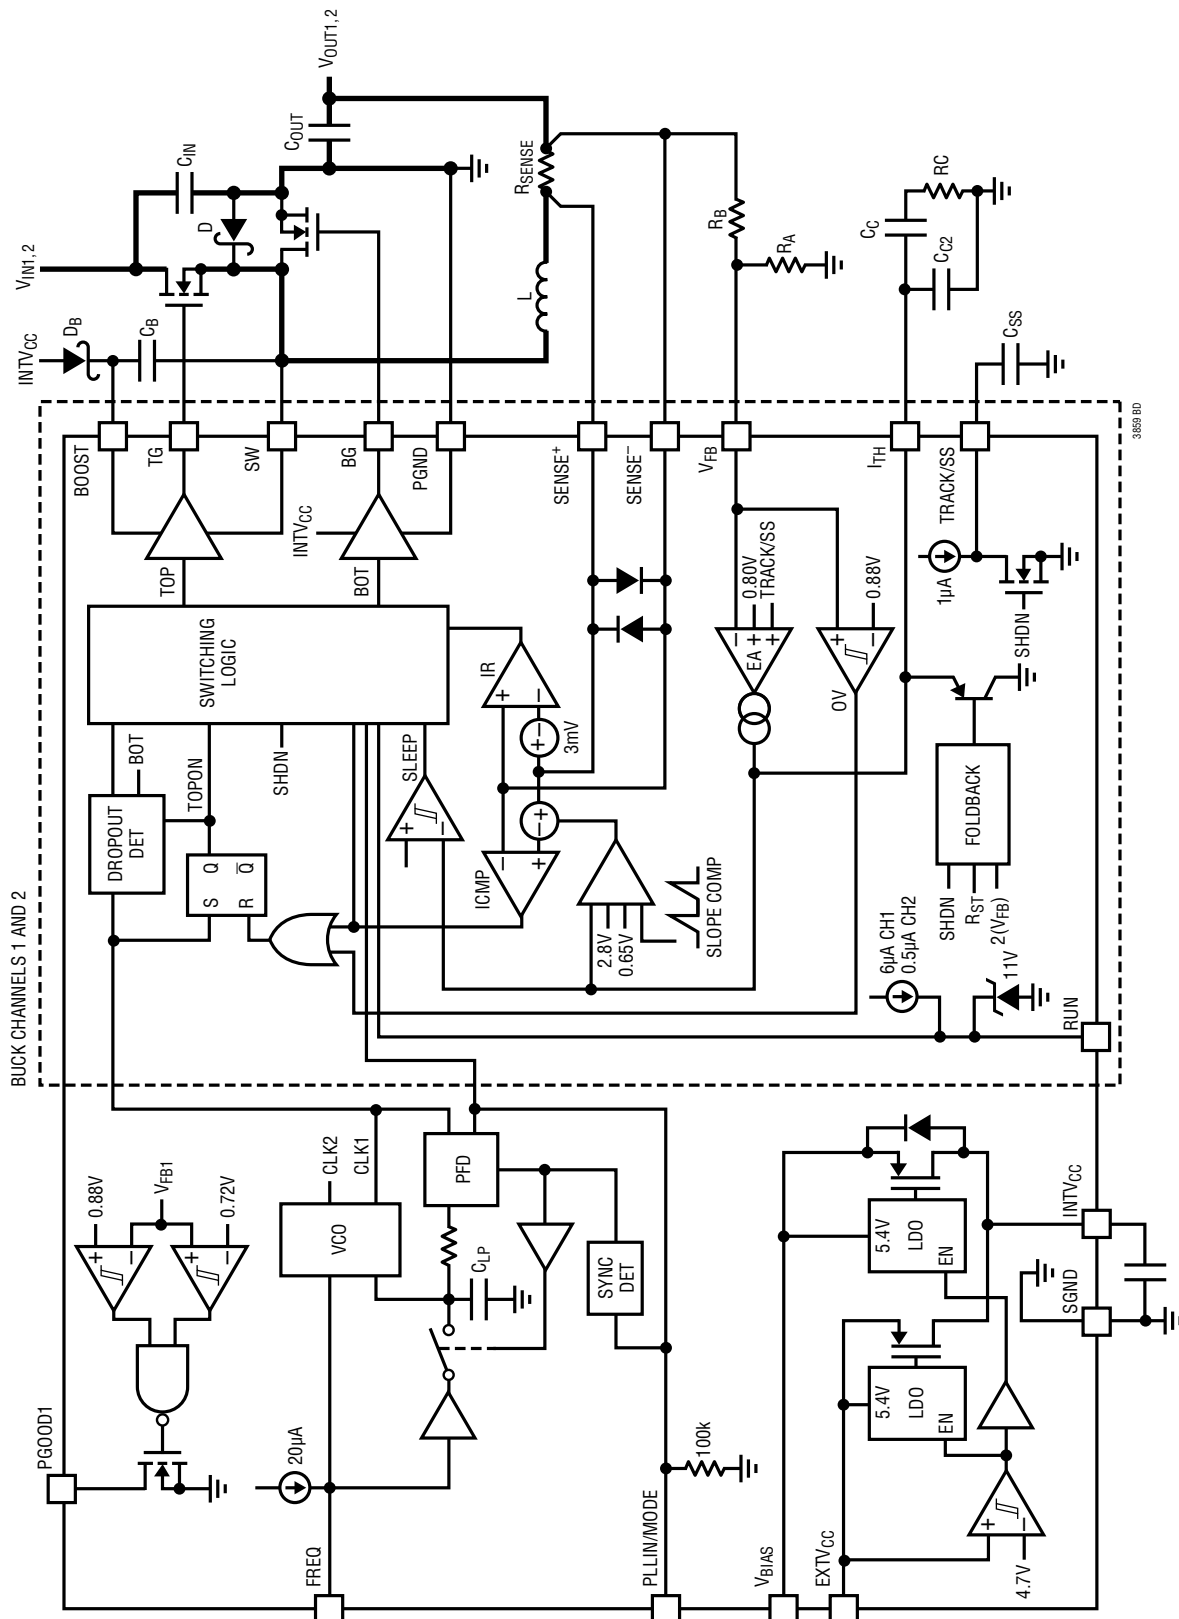 PGOOD1
0.88V
VFB1
0.72V
FREQ
20µA
VCO
CLK2
CLK1
PFD
CLP
SYNC
DET
PLLIN/MODE
100k
VBIAS
EXTVCC
4.7V
5.4V
LDO
EN
5.4V
LDO
EN
SGND
INTVCC
RUN
BUCK CHANNELS 1 AND 2
DROPOUT
DET
BOT
TOPON
S
Q
R
Q
SHDN
SWITCHING
LOGIC
TOP
BOT
INTVCC
BOOST
TG
SW
BG
PGND
SENSE+
SENSE–
VFB
ITH
TRACK/SS
INTVCC
DB
CB
VIN1,2
CIN
D
COUT
VOUT1,2
RSENSE
L
RB
RA
CC
RC
CC2
CSS
SLEEP
+
–
IR
+
–
+–
3mV
–+
ICMP
–
+
2.8V
0.65V
SLOPE COMP
EA
–
+
+
0.80V
TRACK/SS
OV
+
–
0.88V
1µA
SHDN
FOLDBACK
SHDN
RST
2(VFB)
6µA CH1
0.5µA CH2
11V
3859 BD